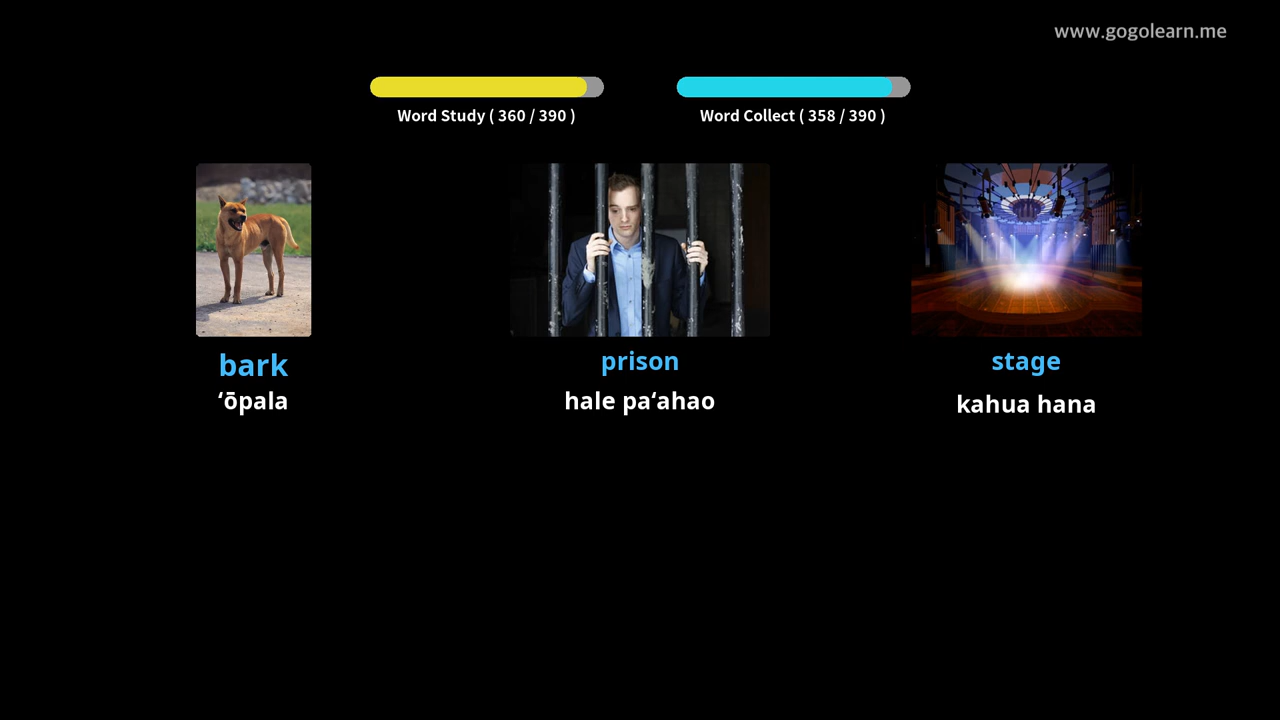 www.gogolearn.me
Word Study ( 360 / 390 )
Word Collect ( 358 / 390 )
bark
ʻōpala
prison
hale paʻahao
stage
kahua hana